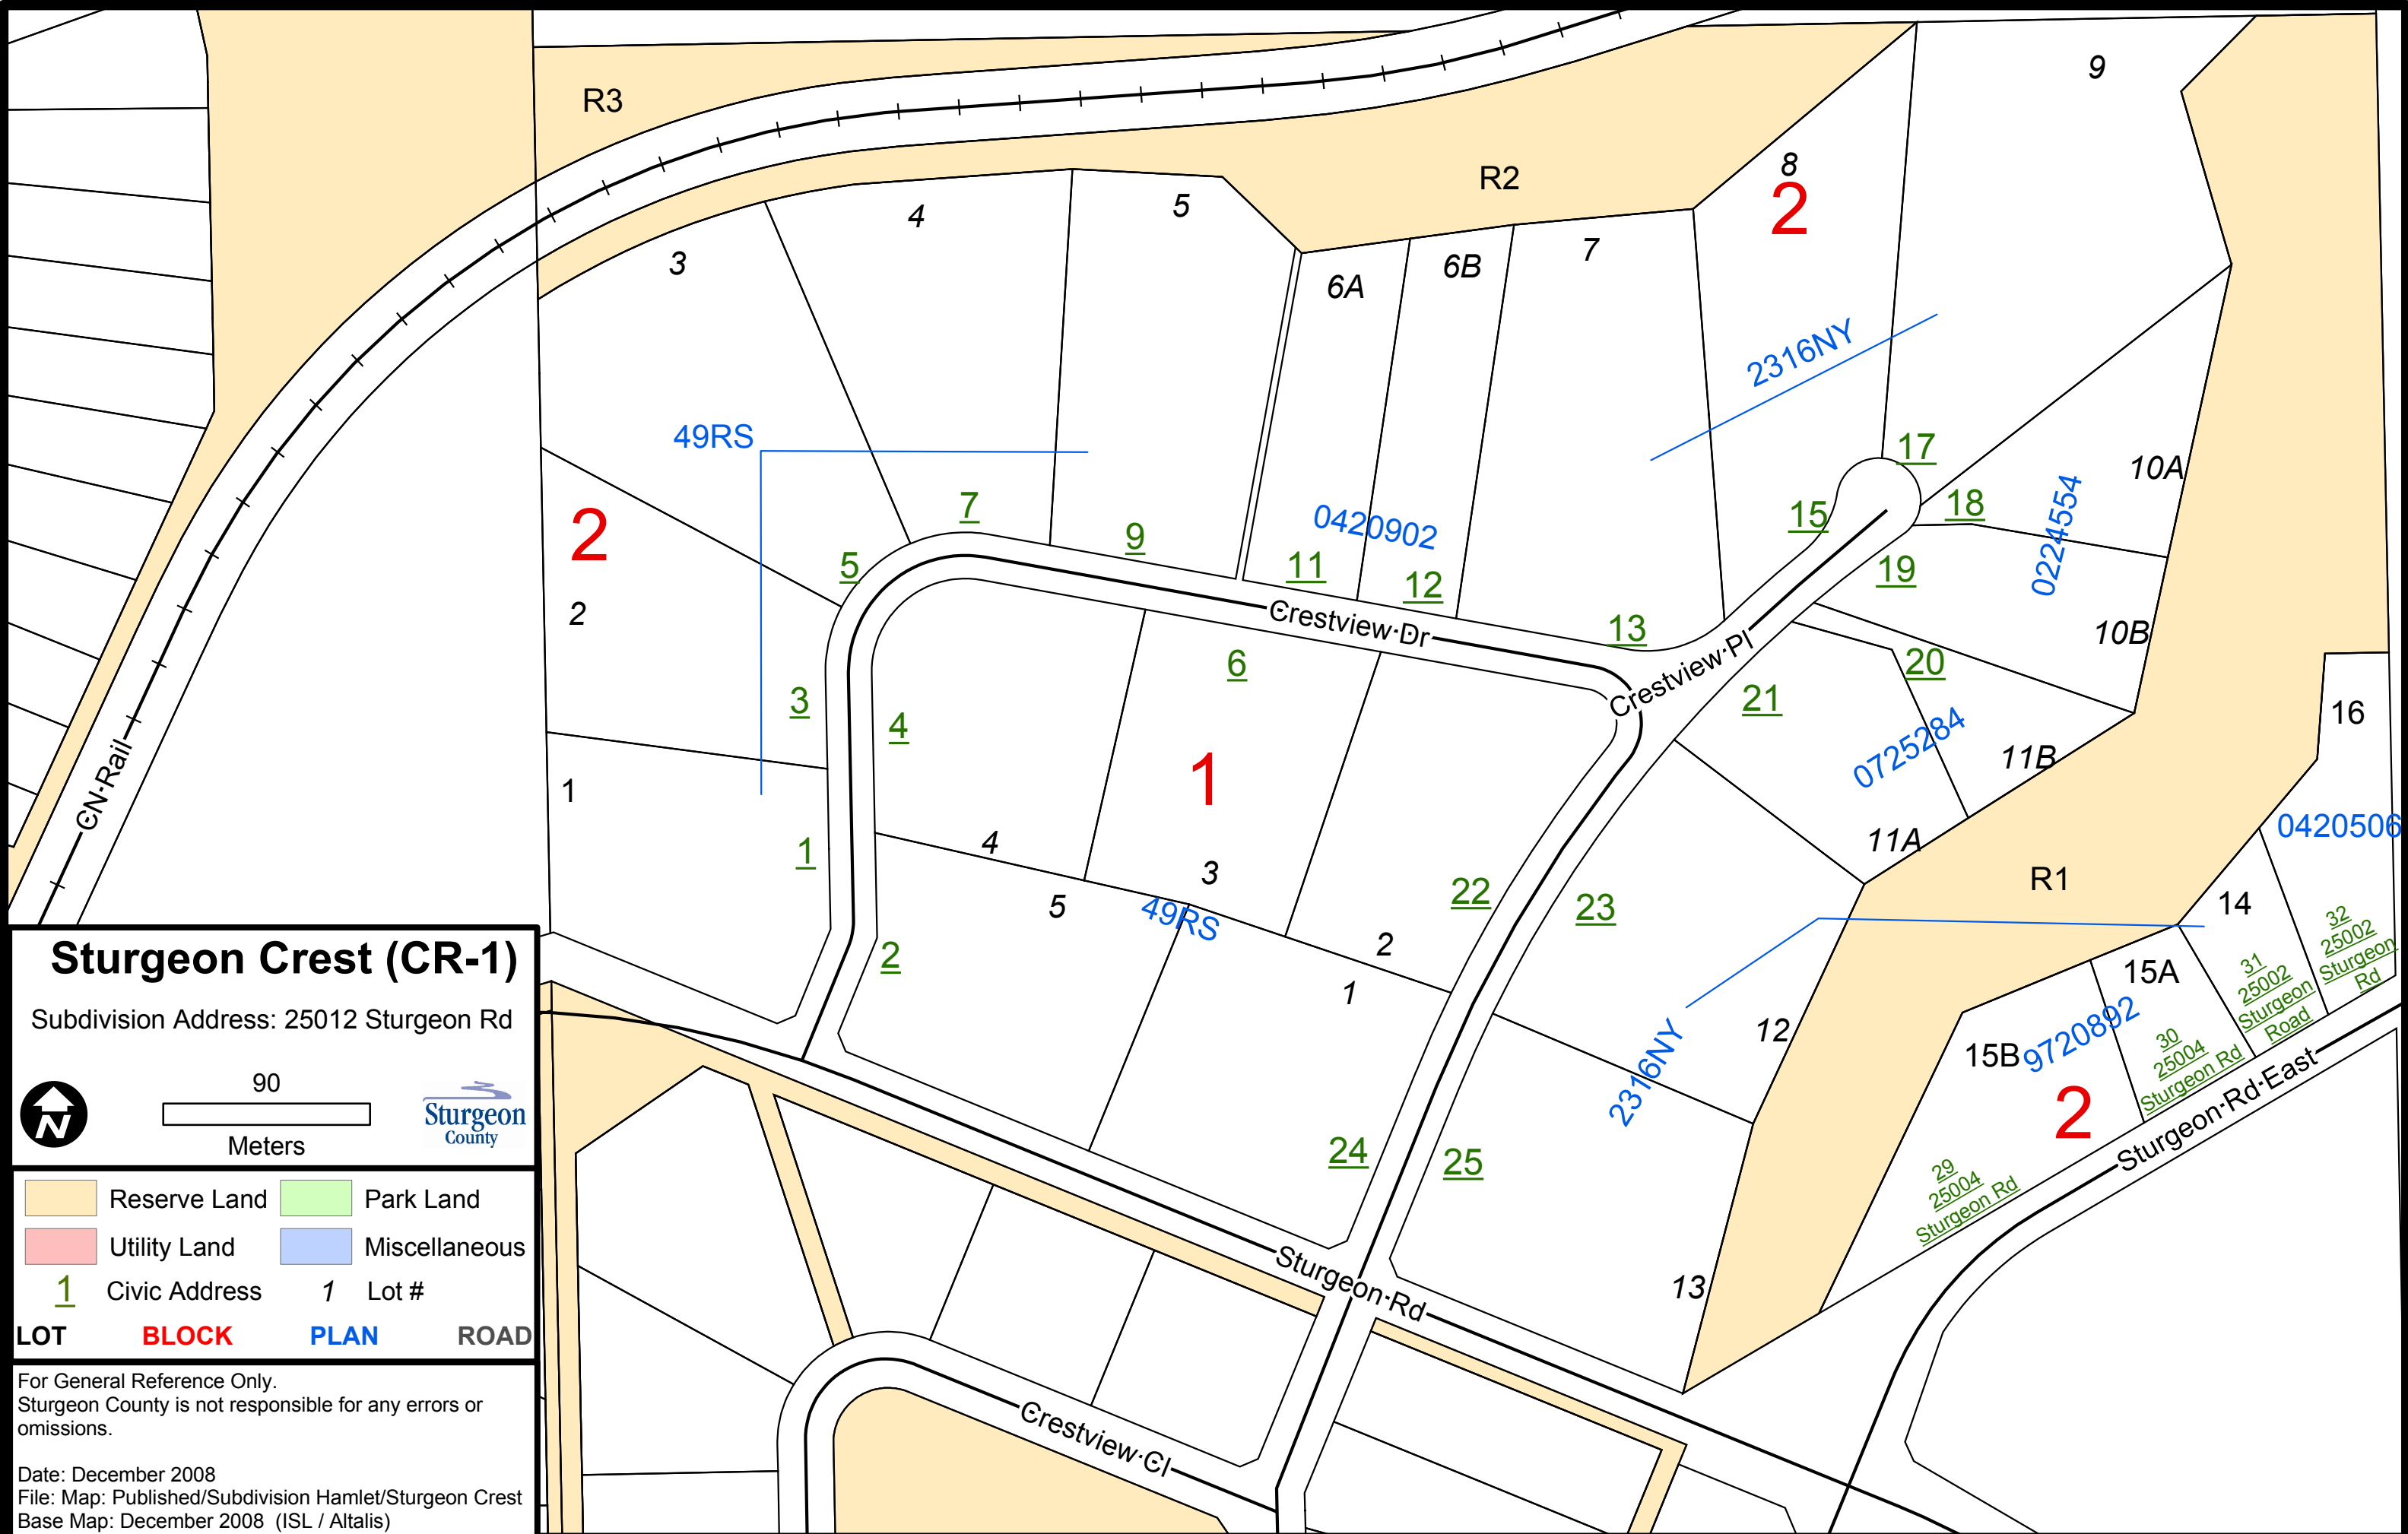 R3
R2
9
8
2
4
5
3
7
6A
6B
2316NY
49RS
17
10A
18
15
0224554
7
9
0420902
2
5
11
12
19
2
Crestview Dr
13
10B
3
4
6
Crestview Pl
20
21
16
1
1
0725284
11B
CN Rail
0420506
1
4
3
11A
R1
5
49RS
22
23
14
2
2
1
15A
32
25002
Sturgeon
Rd
31
25002
Sturgeon
Road
12
2316NY
15B
9720892
30
25004
Sturgeon Rd
2
Sturgeon Rd East
24
25
29
25004
Sturgeon Rd
13
Sturgeon Rd
Crestview Cl
Sturgeon Crest (CR-1)
Subdivision Address: 25012 Sturgeon Rd
N
90
Meters
Sturgeon
County
Reserve Land
Park Land
Utility Land
Miscellaneous
1 Civic Address
1 Lot #
LOT BLOCK PLAN ROAD
For General Reference Only.
Sturgeon County is not responsible for any errors or
omissions.
Date: December 2008
File: Map: Published/Subdivision Hamlet/Sturgeon Crest
Base Map: December 2008 (ISL / Altalis)